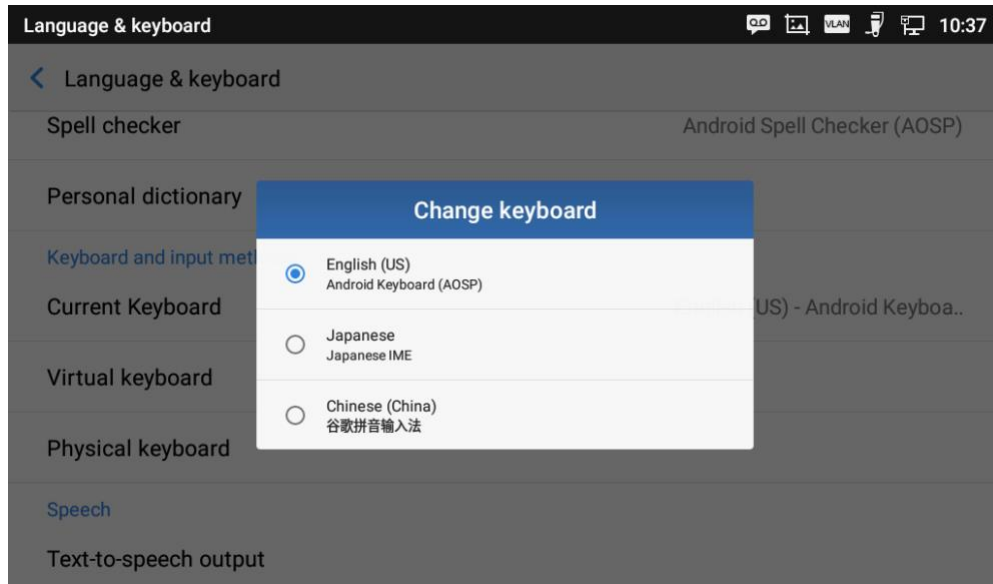 Language & keyboard
VLAN
10:37
Language & keyboard
Spell checker
Android Spell Checker (AOSP)
Personal dictionary
Change keyboard
Keyboard and input
English (US)
Android Keyboard (AOSP)
Current Keyboard
(US) - Android Keyboa..
Japanese
Japanese IME
Virtual keyboard
Chinese (China)
谷歌拼音输入法
Physical keyboard
Speech
Text-to-speech output